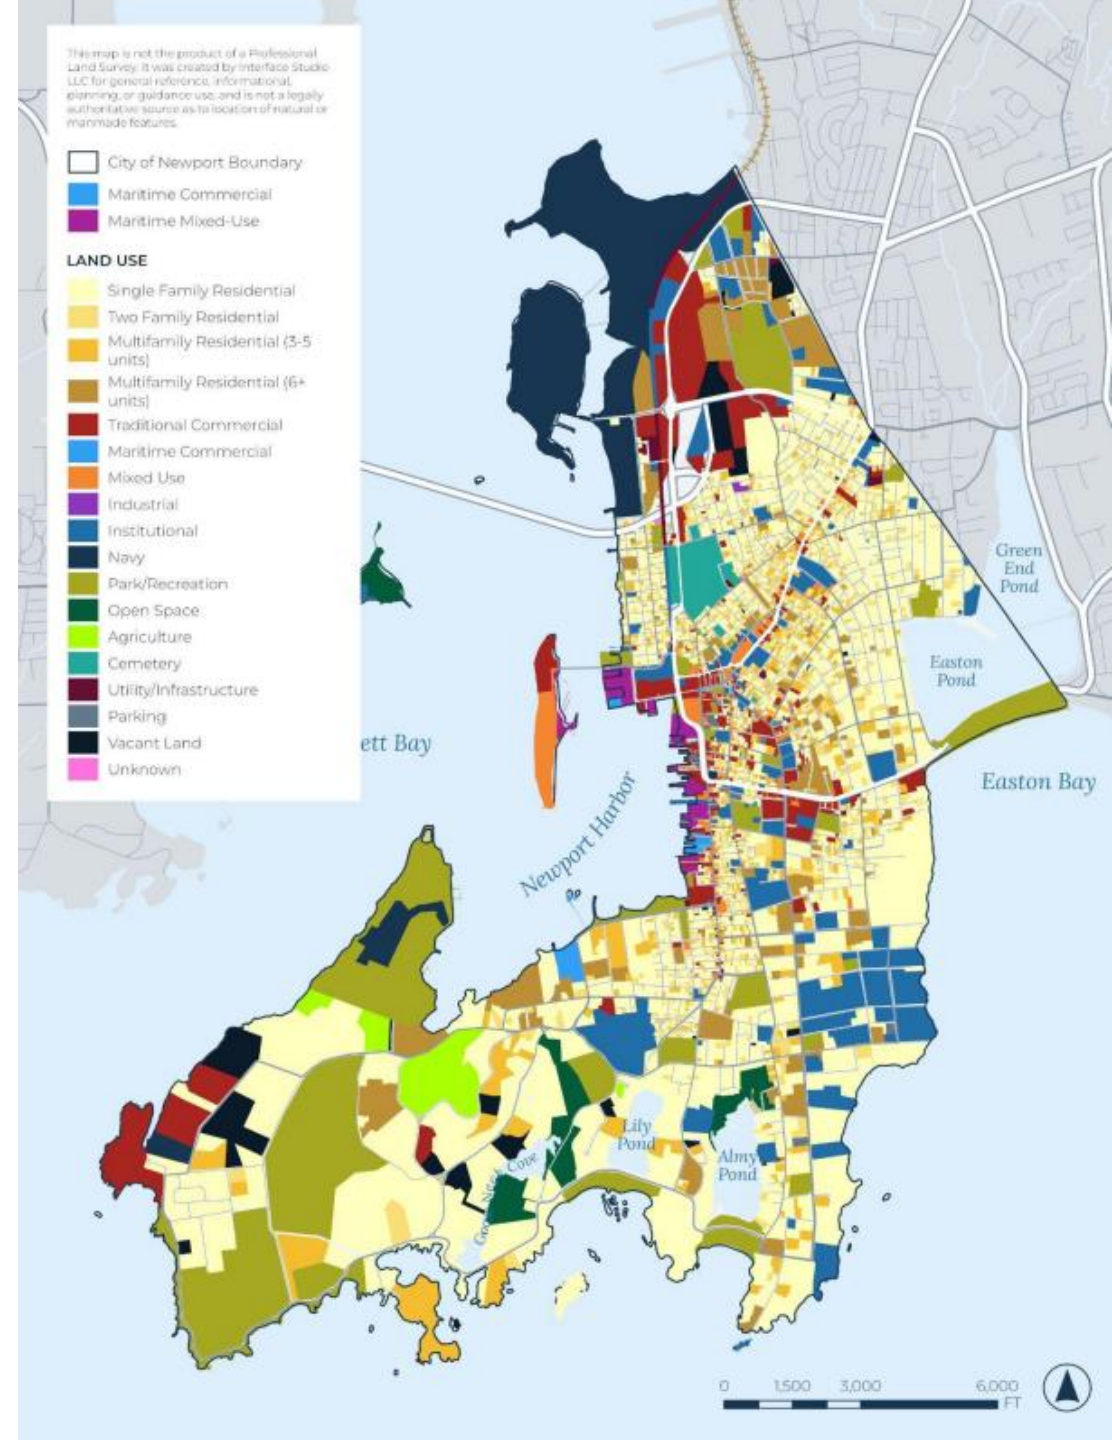 This map is not the product of a Professional
Land Survey. It was created by Interface Studio
LLC for general reference, informational,
planning, or guidance use, and is not a legally
authoritative source as to location of natural or
manmade features.
City of Newport Boundary
Maritime Commercial
Maritime Mixed-Use
LAND USE
Single Family Residential
Two Family Residential
Multifamily Residential (3-5
units)
Multifamily Residential (6+
units)
Traditional Commercial
Maritime Commercial
Mixed Use
Industrial
Institutional
Navy
Park/Recreation
Open Space
Agriculture
Cemetery
Utility/Infrastructure
Parking
Vacant Land
Unknown
Green
End
Pond
Easton
Pond
ett Bay
Easton Bay
Newport Harbor
Lily
Pond
Almy
Pond
Cove
0 1,500 3,000 6,000
FT